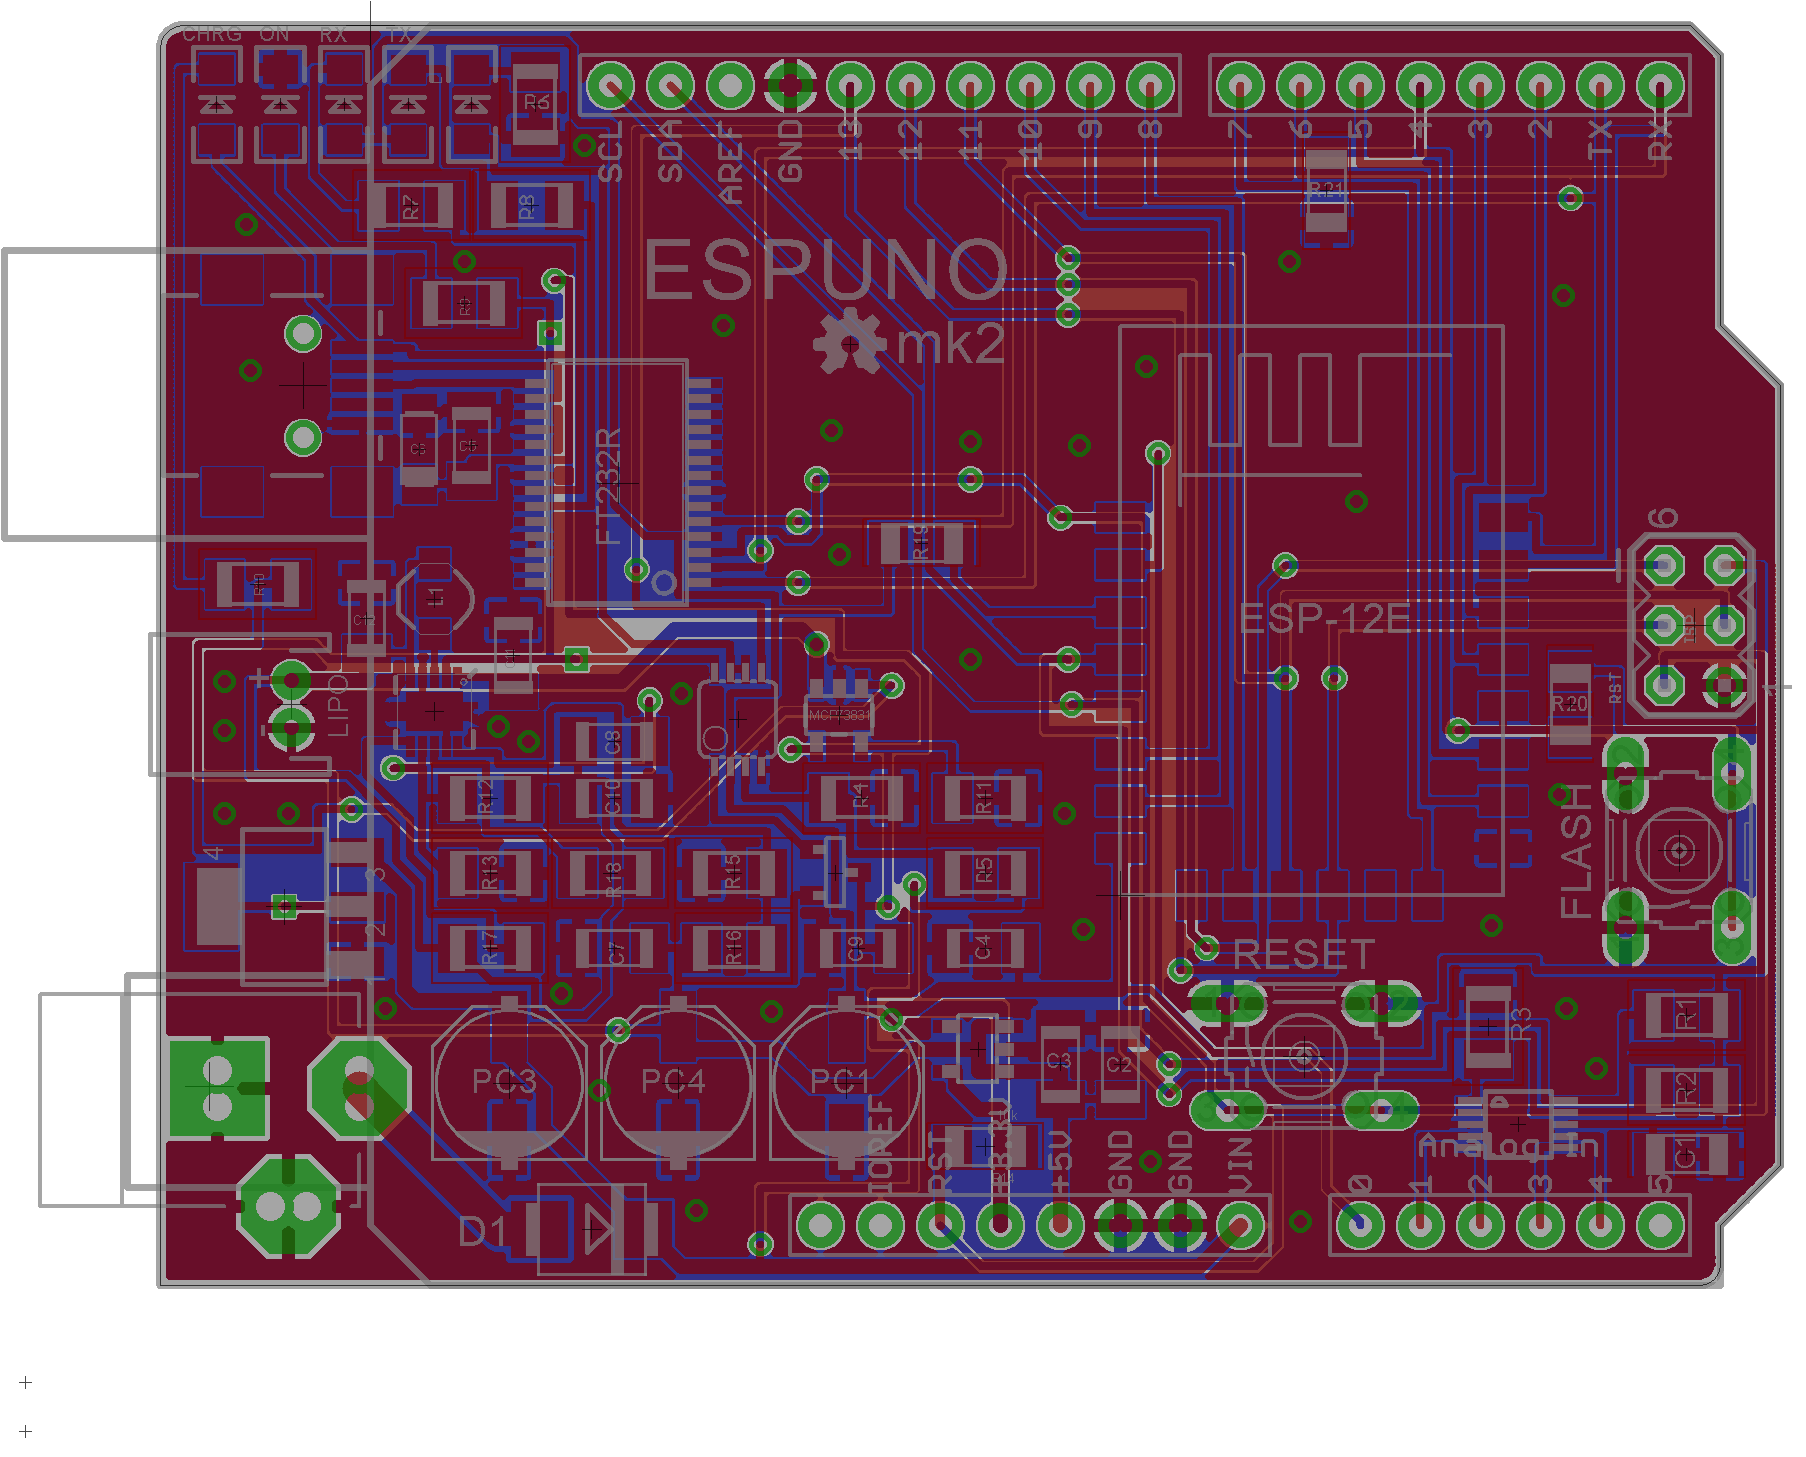 CHRG ON RX TX
R6
SCL SDA AREF GND 13 12 11 10 9 8 7 6 5 4 3 2 TX RX
R21
R7 R8
ESPUNO
mk2
R9
C5
FT232R
R19
6
L1
ESP-12E
ISP
RST
R20
1
+
LIPO
-
MCP73831
C8
R12 C10 R4 R11
FLASH
4
3
R13 R18 R15 R5
2
R17 C7 R16 C9 C4
RESET
R3 R1
C3 C2
PC3 PC4 PC1
R2
Analog In
C1
IOREF RST +3.3V +5V GND GND VIN 0 1 2 3 4 5
R14
D1